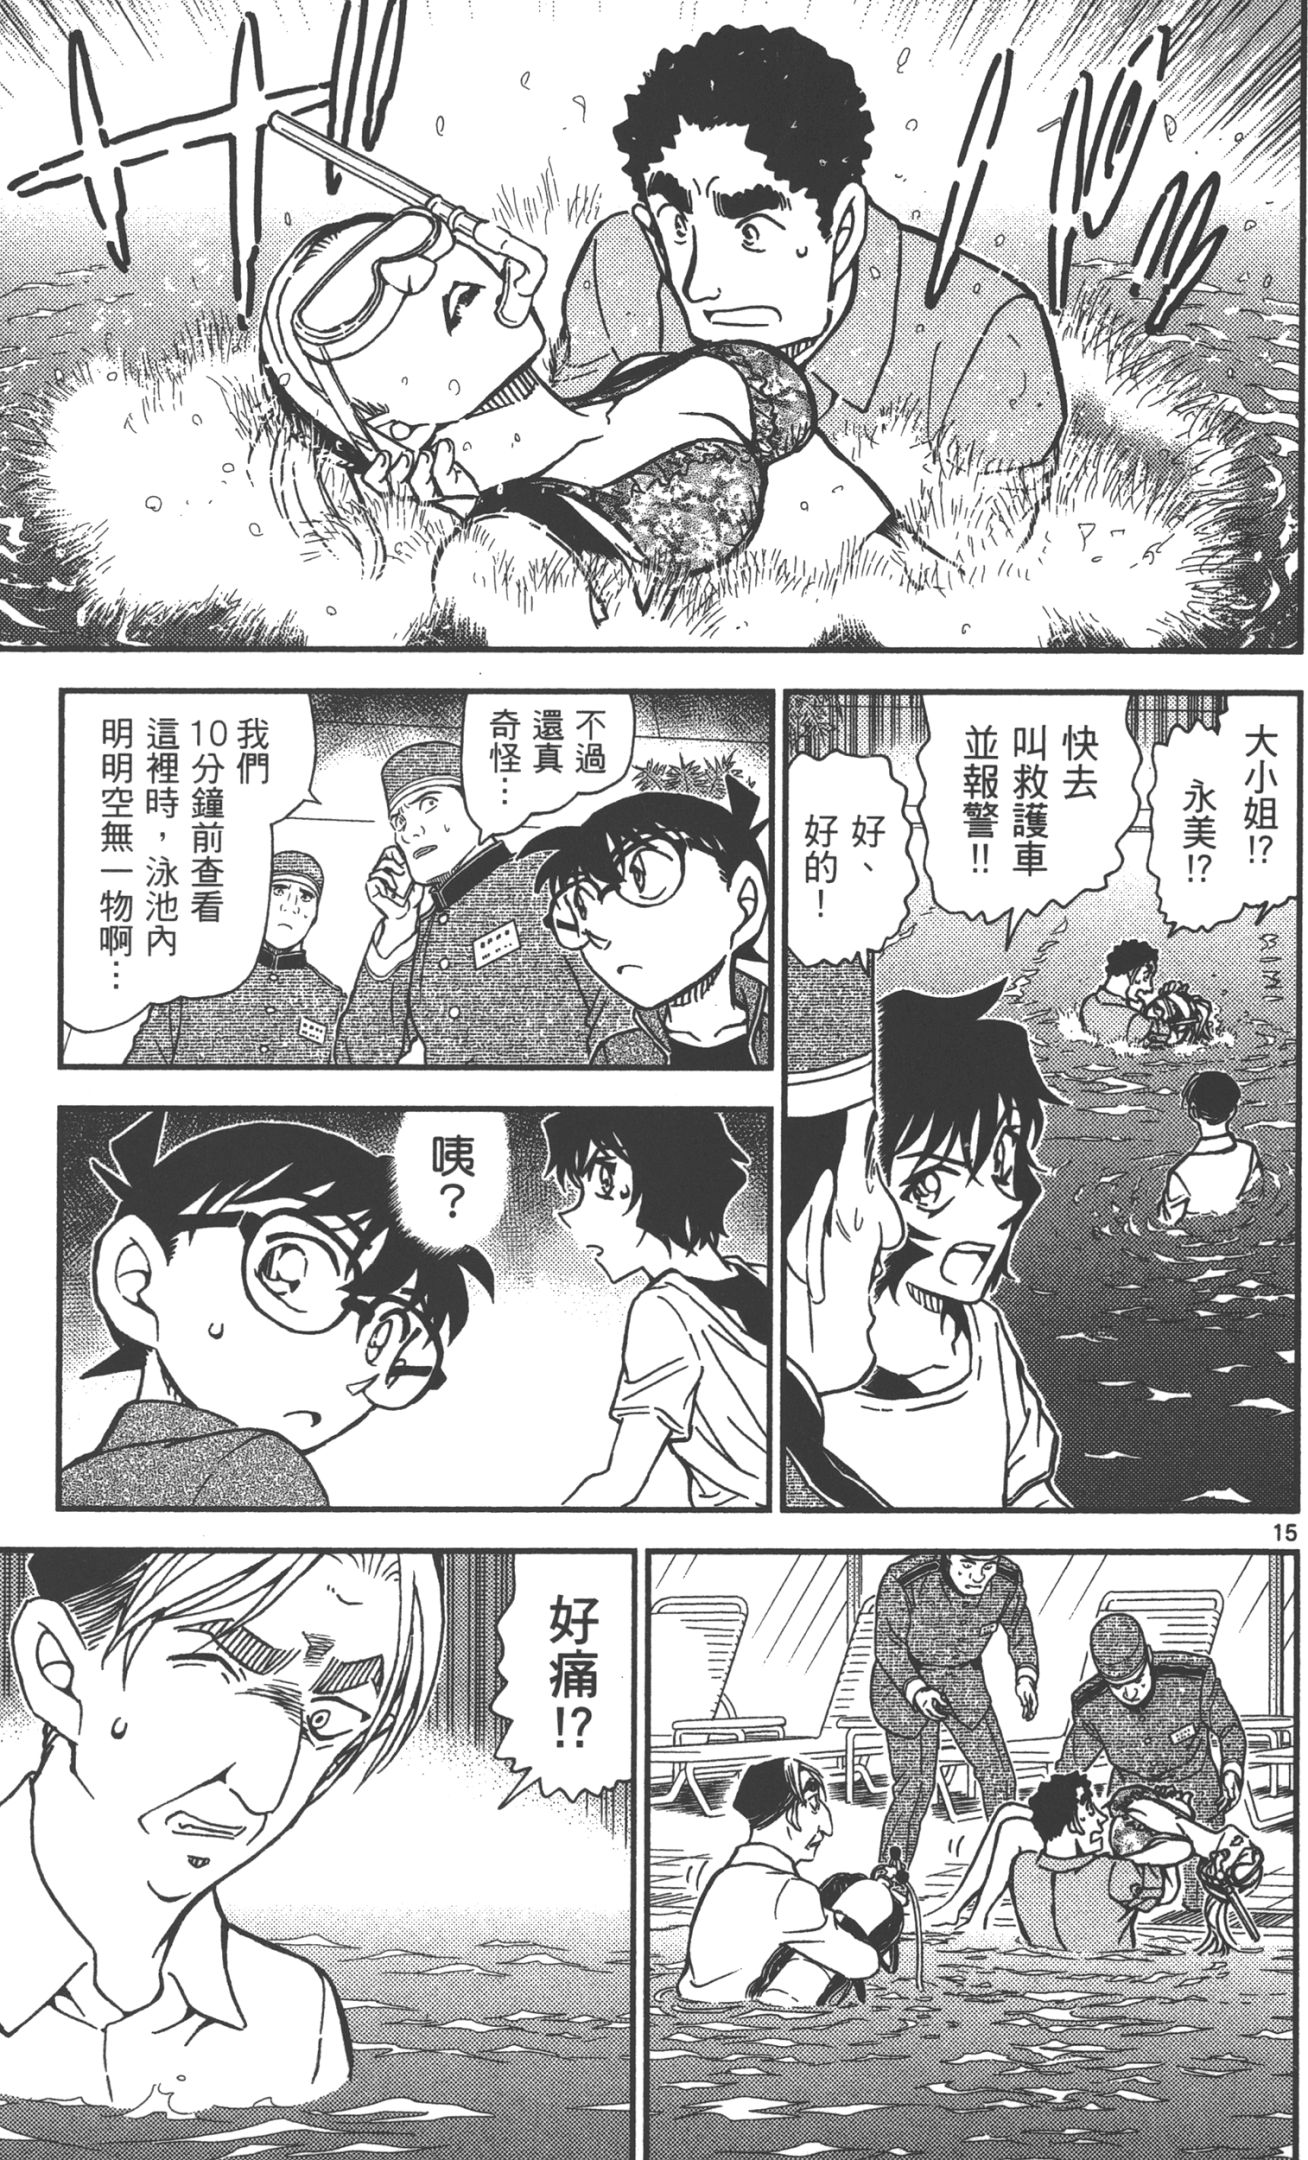 大小姐!?
永美!?
快去
叫救護車
並報警!!
好、
好的！
不過
還真
奇怪…
我們
10分鐘前查看
這裡時，泳池內
明明空無一物啊…
咦？
15
好痛!?